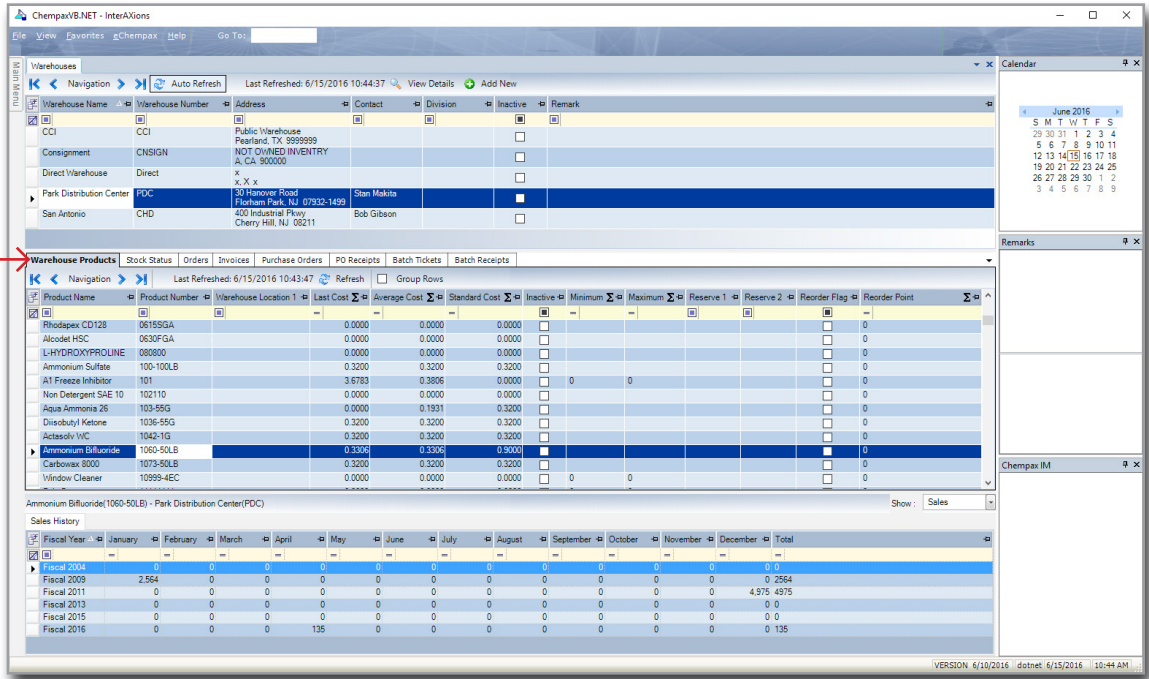 ChempaxVB.NET - InterAXions
File View Favorites eChempax Help Go To:
Main Menu
Warehouses
Navigation Auto Refresh Last Refreshed: 6/15/2016 10:44:37 View Details Add New
Warehouse Name Warehouse Number Address Contact Division Inactive Remark
CCI CCI Public Warehouse
Pearland, TX 9999999
Consignment CNSIGN NOT OWNED INVENTRY
A, CA 900000
Direct Warehouse Direct x
x, X x
Park Distribution Center PDC 30 Hanover Road Stan Makita
Florham Park, NJ 07932-1499
San Antonio CHD 400 Industrial Pkwy Bob Gibson
Cherry Hill, NJ 08211
Warehouse Products Stock Status Orders Invoices Purchase Orders PO Receipts Batch Tickets Batch Receipts
Navigation Last Refreshed: 6/15/2016 10:43:47 Refresh Group Rows
Product Name Product Number Warehouse Location 1 Last Cost Σ Average Cost Σ Standard Cost Σ Inactive Minimum Σ Maximum Σ Reserve 1 Reserve 2 Reorder Flag Reorder Point Σ
= = = = = =
Rhodapex CD128 0615SGA 0.0000 0.0000 0.0000 0
Alcodet HSC 0630FGA 0.0000 0.0000 0.0000 0
L-HYDROXYPROLINE 080800 0.0000 0.0000 0.0000 0
Ammonium Sulfate 100-100LB 0.3200 0.3200 0.3200 0
A1 Freeze Inhibitor 101 3.6783 0.3806 0.0000 0 0 0
Non Detergent SAE 10 102110 0.0000 0.0000 0.0000 0
Aqua Ammonia 26 103-55G 0.0000 0.1931 0.3200 0
Diisobutyl Ketone 1036-55G 0.3200 0.3200 0.3200 0
Actasolv WC 1042-1G 0.3200 0.3200 0.3200 0
Ammonium Bifluoride 1060-50LB 0.3306 0.3306 0.9000 0
Carbowax 8000 1073-50LB 0.3200 0.3200 0.3200 0
Window Cleaner 10999-4EC 0.0000 0.0000 0.0000 0 0 0
Ammonium Bifluoride(1060-50LB) - Park Distribution Center(PDC) Show : Sales
Sales History
Fiscal Year January February March April May June July August September October November December Total
= = = = = = = = = = = = =
Fiscal 2004 0 0 0 0 0 0 0 0 0 0 0 0 0
Fiscal 2009 2,564 0 0 0 0 0 0 0 0 0 0 0 2564
Fiscal 2011 0 0 0 0 0 0 0 0 0 0 0 4,975 4975
Fiscal 2013 0 0 0 0 0 0 0 0 0 0 0 0 0
Fiscal 2015 0 0 0 0 0 0 0 0 0 0 0 0 0
Fiscal 2016 0 0 135 0 0 0 0 0 0 0 0 0 135
Calendar
June 2016
S M T W T F S
29 30 31 1 2 3 4
5 6 7 8 9 10 11
12 13 14 15 16 17 18
19 20 21 22 23 24 25
26 27 28 29 30 1 2
3 4 5 6 7 8 9
Remarks
Chempax IM
VERSION 6/10/2016 dotnet 6/15/2016 10:44 AM